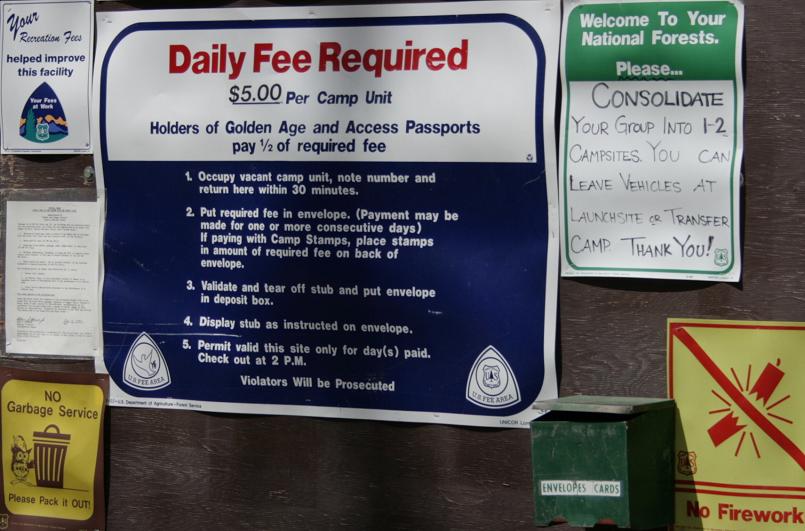 Your
Recreation Fees
helped improve
this facility
Your Fees
at Work
Daily Fee Required
$5.00 Per Camp Unit
Holders of Golden Age and Access Passports
pay ½ of required fee
1. Occupy vacant camp unit, note number and
return here within 30 minutes.
2. Put required fee in envelope. (Payment may be
made for one or more consecutive days)
If paying with Camp Stamps, place stamps
in amount of required fee on back of
envelope.
3. Validate and tear off stub and put envelope
in deposit box.
4. Display stub as instructed on envelope.
5. Permit valid this site only for day(s) paid.
Check out at 2 P.M.
Violators Will be Prosecuted
U.S. FEE AREA
U.S. FEE AREA
U.S. Department of Agriculture - Forest Service
Welcome To Your
National Forests.
Please...
CONSOLIDATE
YOUR GROUP INTO 1-2
CAMPSITES. YOU CAN
LEAVE VEHICLES AT
LAUNCHSITE OR TRANSFER
CAMP. THANK YOU!
NO
Garbage Service
Please Pack it OUT!
ENVELOPES CARDS
No Firework